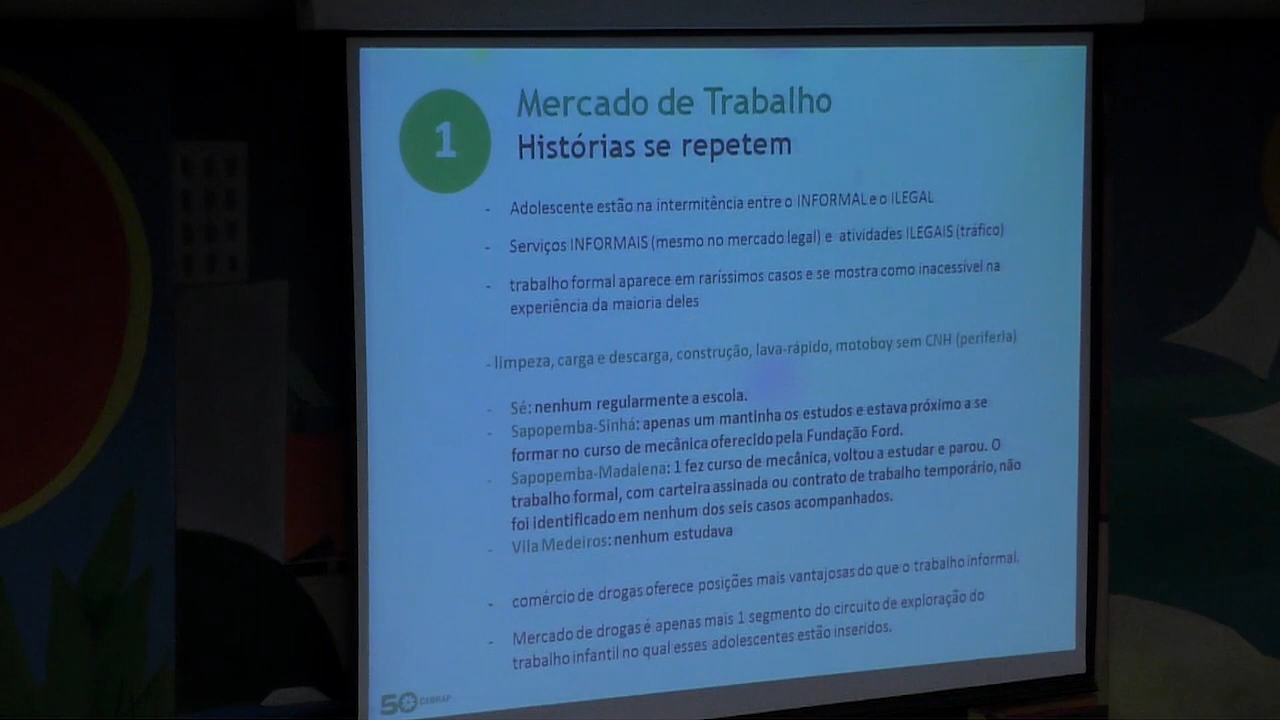 1
Mercado de Trabalho
Histórias se repetem
- Adolescente estão na intermitência entre o INFORMAL e o ILEGAL
- Serviços INFORMAIS (mesmo no mercado legal) e atividades ILEGAIS (tráfico)
- trabalho formal aparece em raríssimos casos e se mostra como inacessível na
experiência da maioria deles
- limpeza, carga e descarga, construção, lava-rápido, motoboy sem CNH (periferia)
- Sé: nenhum regularmente a escola.
- Sapopemba-Sinhá: apenas um mantinha os estudos e estava próximo a se
formar no curso de mecânica oferecido pela Fundação Ford.
- Sapopemba-Madalena: 1 fez curso de mecânica, voltou a estudar e parou. O
trabalho formal, com carteira assinada ou contrato de trabalho temporário, não
foi identificado em nenhum dos seis casos acompanhados.
- Vila Medeiros: nenhum estudava
- comércio de drogas oferece posições mais vantajosas do que o trabalho informal.
- Mercado de drogas é apenas mais 1 segmento do circuito de exploração do
trabalho infantil no qual esses adolescentes estão inseridos.
50 CEBRAP